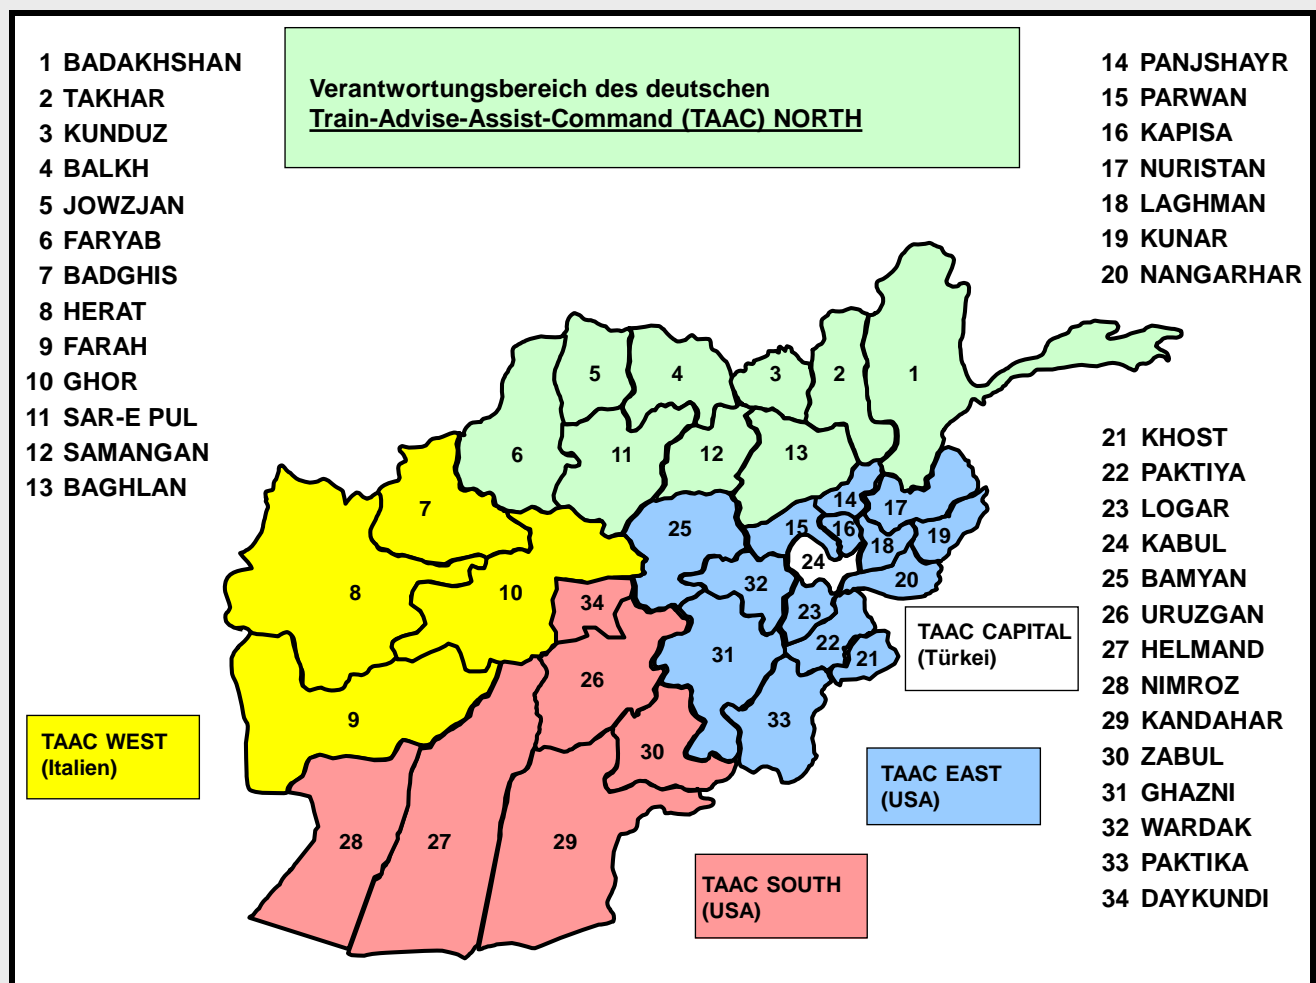 1 BADAKHSHAN
2 TAKHAR
3 KUNDUZ
4 BALKH
5 JOWZJAN
6 FARYAB
7 BADGHIS
8 HERAT
9 FARAH
10 GHOR
11 SAR-E PUL
12 SAMANGAN
13 BAGHLAN
Verantwortungsbereich des deutschen
Train-Advise-Assist-Command (TAAC) NORTH
14 PANJSHAYR
15 PARWAN
16 KAPISA
17 NURISTAN
18 LAGHMAN
19 KUNAR
20 NANGARHAR
21 KHOST
22 PAKTIYA
23 LOGAR
24 KABUL
25 BAMYAN
26 URUZGAN
27 HELMAND
28 NIMROZ
29 KANDAHAR
30 ZABUL
31 GHAZNI
32 WARDAK
33 PAKTIKA
34 DAYKUNDI
1
2
3
4
5
6
11
12
13
7
14
17
25
15
16
19
18
24
20
32
8
10
34
23
22
21
31
26
9
33
30
28
27
29
TAAC CAPITAL
(Türkei)
TAAC WEST
(Italien)
TAAC EAST
(USA)
TAAC SOUTH
(USA)